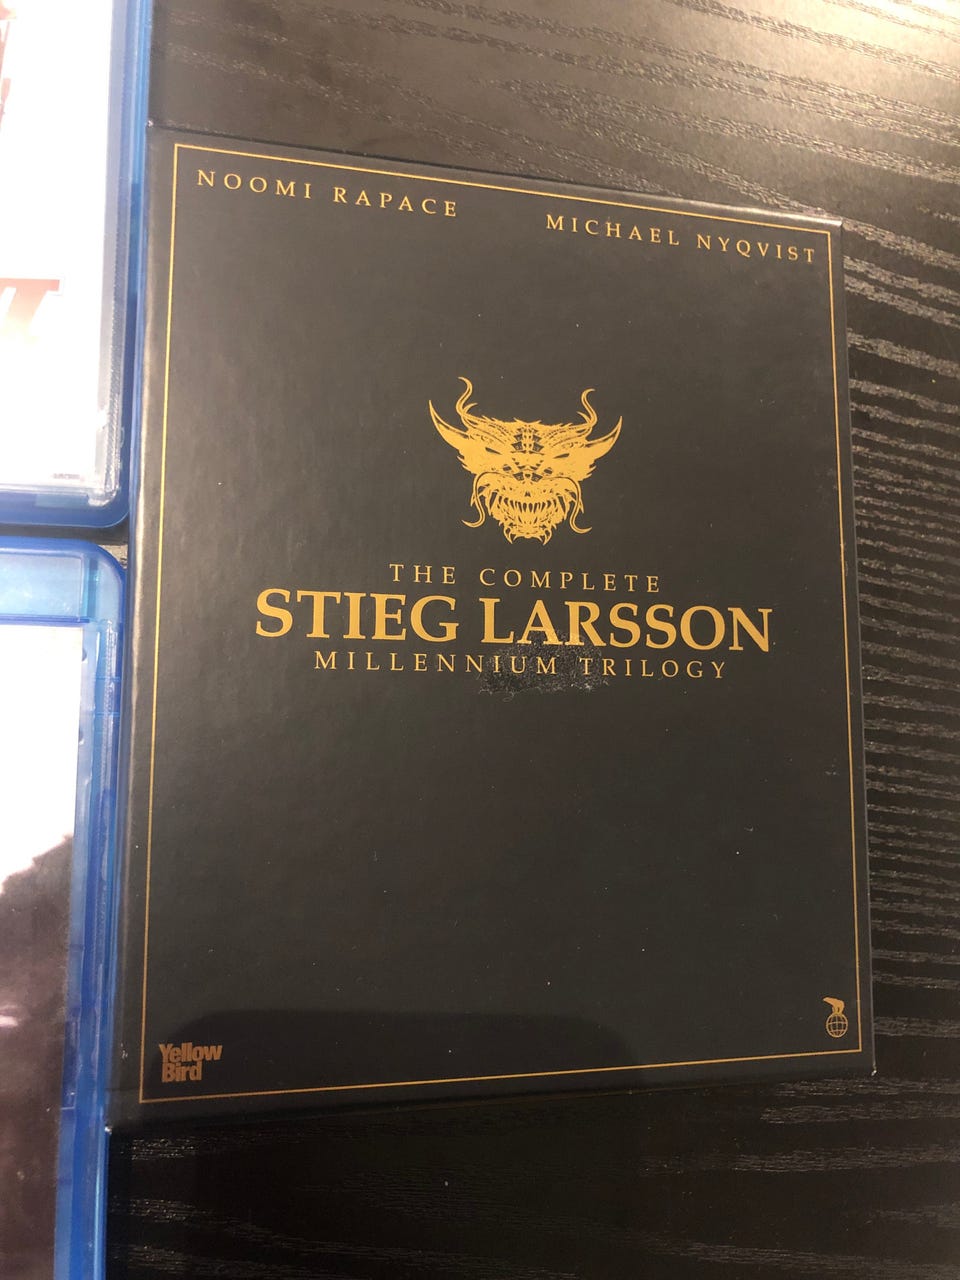 NOOMI RAPACE
MICHAEL NYQVIST
THE COMPLETE
STIEG LARSSON
MILLENNIUM TRILOGY
Yellow
Bird